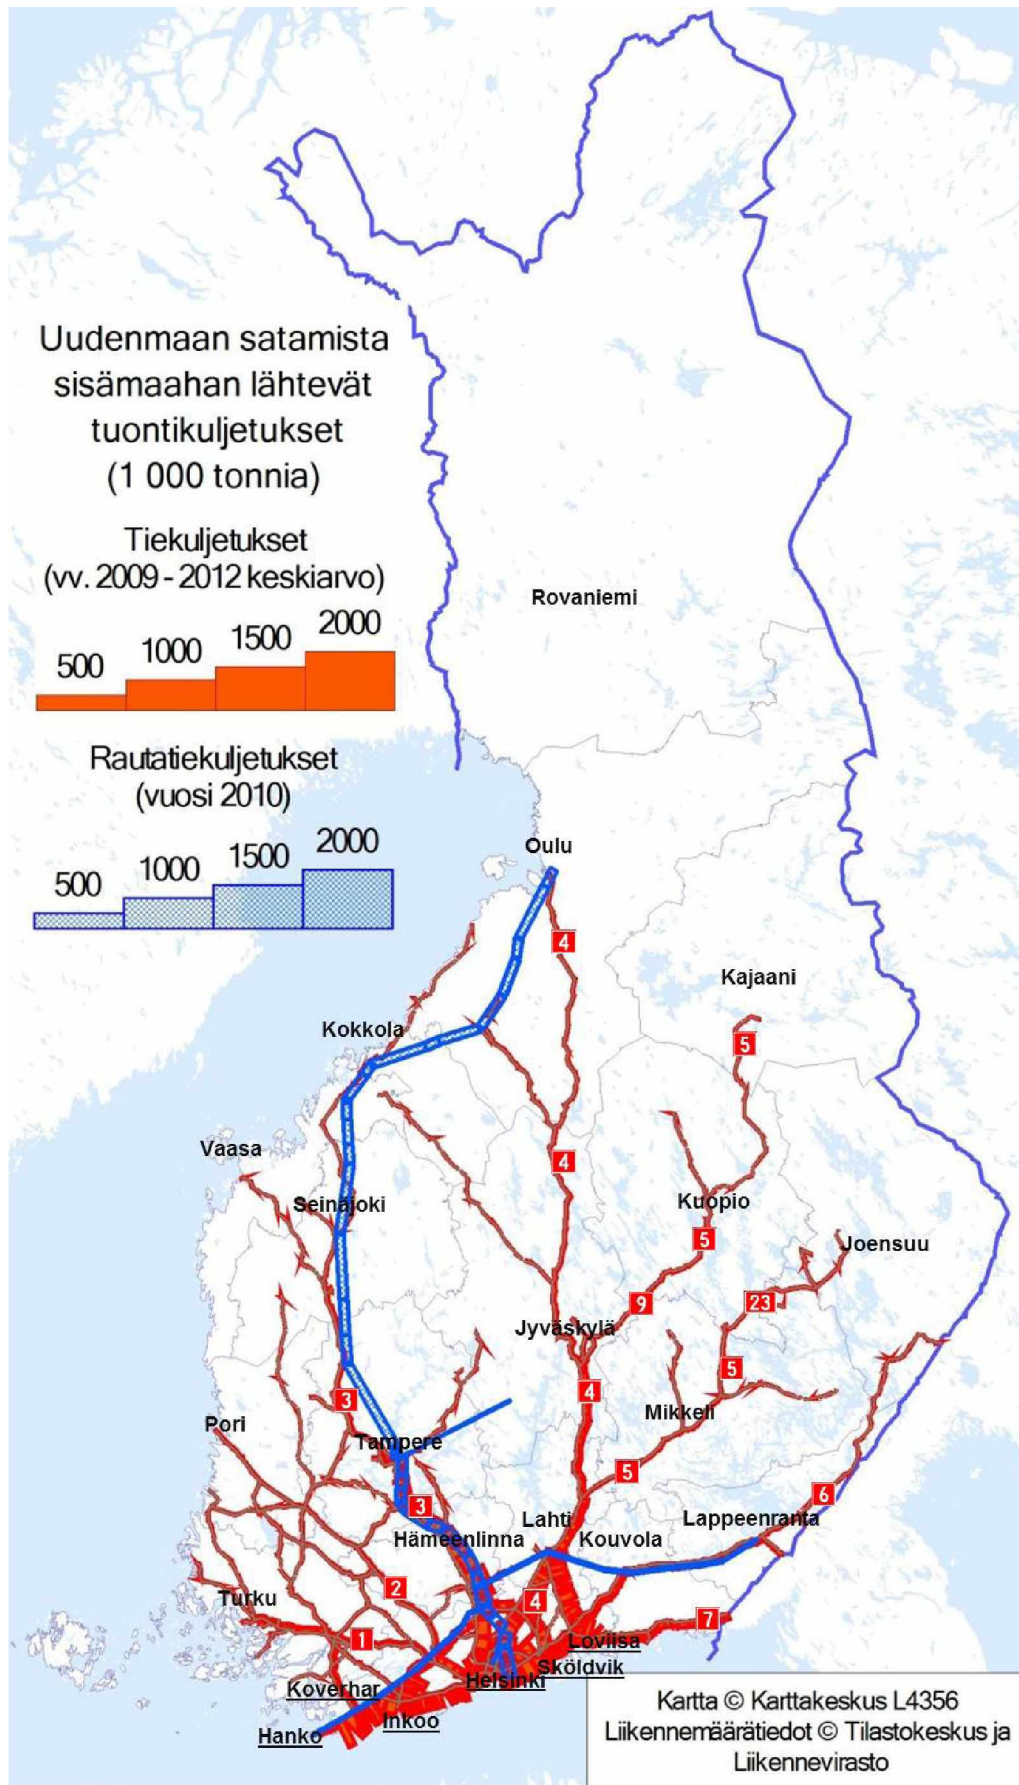 Uudenmaan satamista
sisämaahan lähtevät
tuontikuljetukset
(1 000 tonnia)
Tiekuljetukset
(vv. 2009 - 2012 keskiarvo)
500 1000 1500 2000
Rautatiekuljetukset
(vuosi 2010)
500 1000 1500 2000
Rovaniemi
Oulu
4
Kajaani
Kokkola
5
Vaasa
4
Seinäjoki
Kuopio
5
Joensuu
9
23
Jyväskylä
5
3
4
Mikkeli
Pori
Tampere
5
6
3
Lahti
Lappeenranta
Hämeenlinna
Kouvola
2
Turku
4
7
1
Loviisa
Sköldvik
Helsinki
Koverhar
Inkoo
Hanko
Kartta © Karttakeskus L4356
Liikennemäärätiedot © Tilastokeskus ja
Liikennevirasto